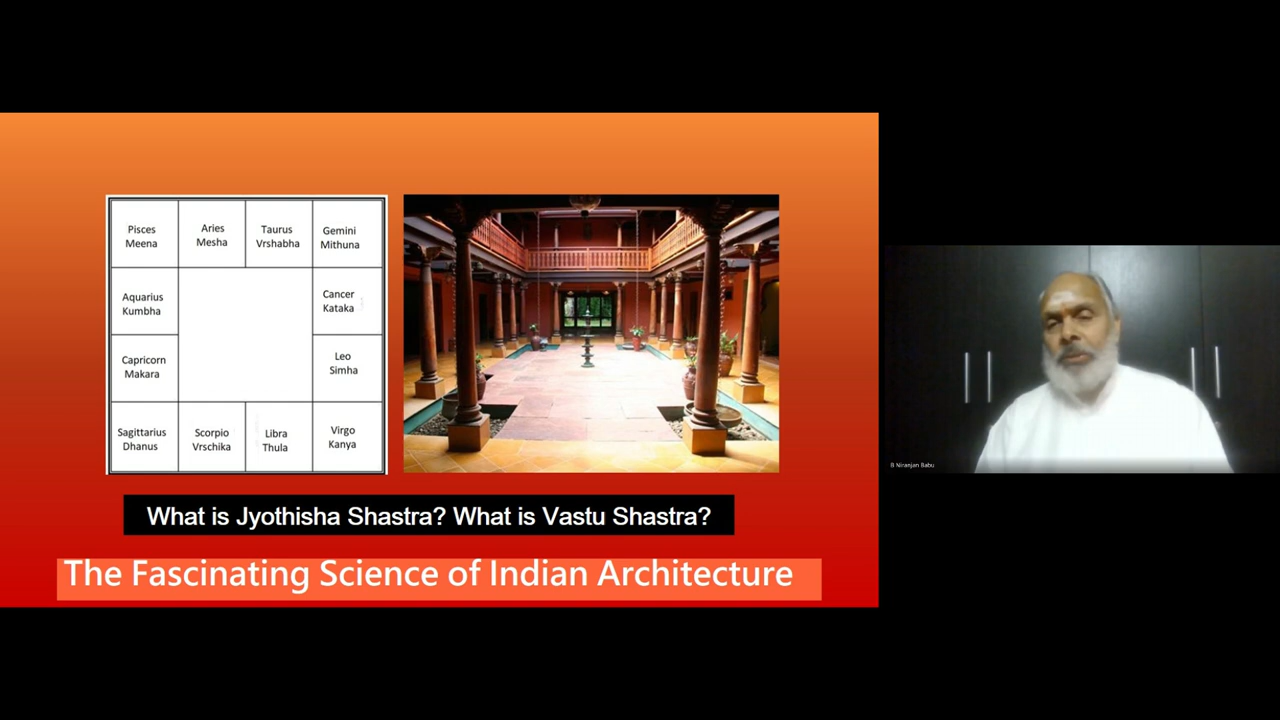 Pisces
Meena
Aries
Mesha
Taurus
Vrshabha
Gemini
Mithuna
Aquarius
Kumbha
Cancer
Kataka
Capricorn
Makara
Leo
Simha
Sagittarius
Dhanus
Scorpio
Vrschika
Libra
Thula
Virgo
Kanya
What is Jyothisha Shastra? What is Vastu Shastra?
The Fascinating Science of Indian Architecture
B Niranjan Babu